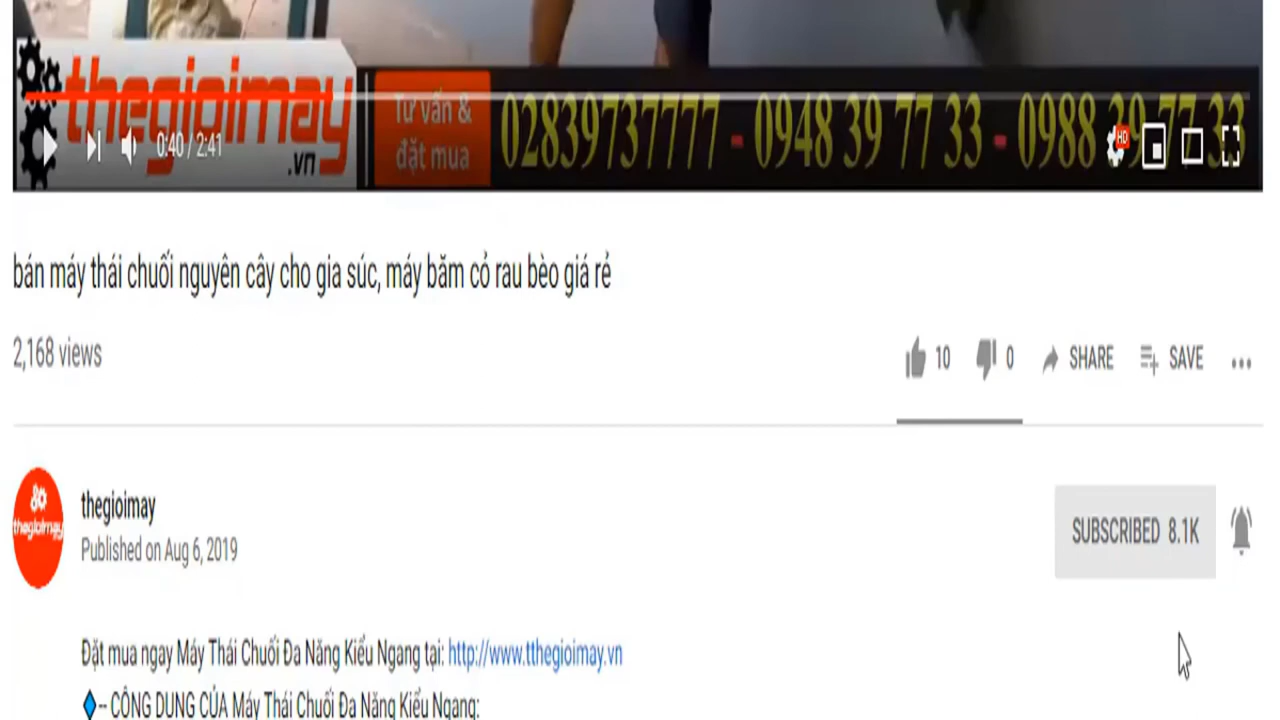 thegioimay
.vn
Tư vấn &
đặt mua
02839737777 - 0948 39 77 33 - 0988 39 77 33
HD
0:40 / 2:41
bán máy thái chuối nguyên cây cho gia súc, máy băm cỏ rau bèo giá rẻ
2,168 views
10
0
SHARE
SAVE
thegioimay
thegioimay
Published on Aug 6, 2019
SUBSCRIBED 8.1K
Đặt mua ngay Máy Thái Chuối Đa Năng Kiểu Ngang tại: http://www.tthegioimay.vn
-- CÔNG DỤNG CỦA Máy Thái Chuối Đa Năng Kiểu Ngang: